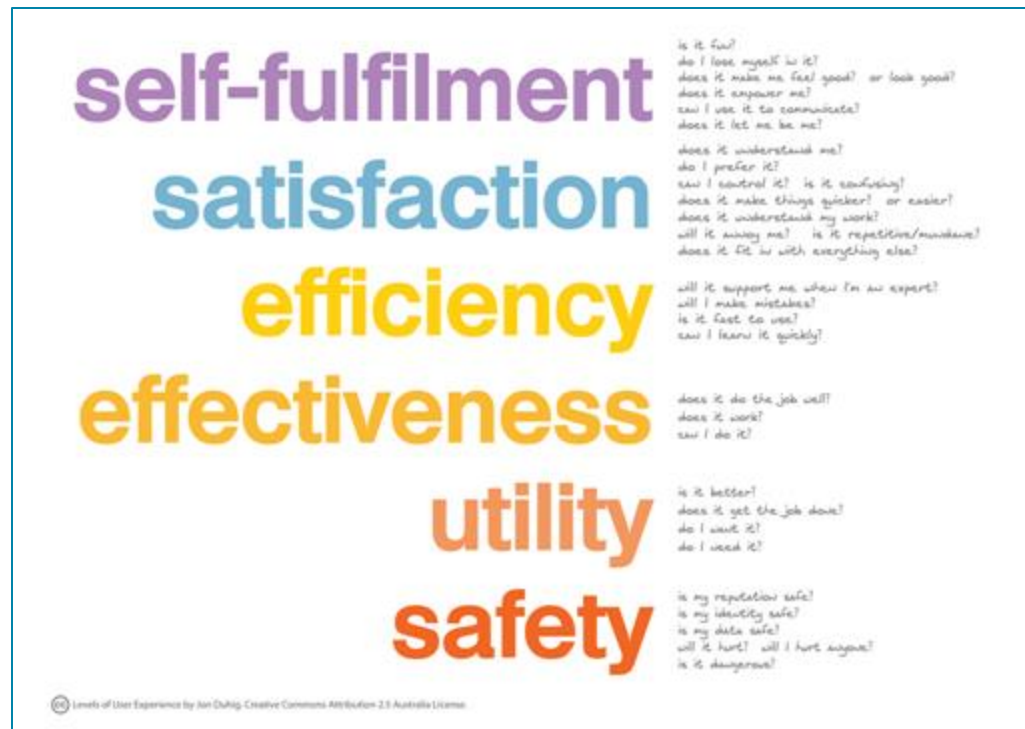 self-fulfilment
is it fun?
do I lose myself in it?
does it make me feel good? or look good?
does it empower me?
can I use it to communicate?
does it let me be me?
satisfaction
does it understand me?
do I prefer it?
can I control it? is it confusing?
does it make things quicker? or easier?
does it understand my work?
will it annoy me? is it repetitive/mundane?
does it fit in with everything else?
efficiency
will it support me when I'm an expert?
will I make mistakes?
is it fast to use?
can I learn it quickly?
effectiveness
does it do the job well?
does it work?
can I do it?
utility
is it better?
does it get the job done?
do I want it?
do I need it?
safety
is my reputation safe?
is my identity safe?
is my data safe?
will it hurt? will I hurt anyone?
is it dangerous?
cc Levels of User Experience by Jon Duhig. Creative Commons Attribution 2.5 Australia License